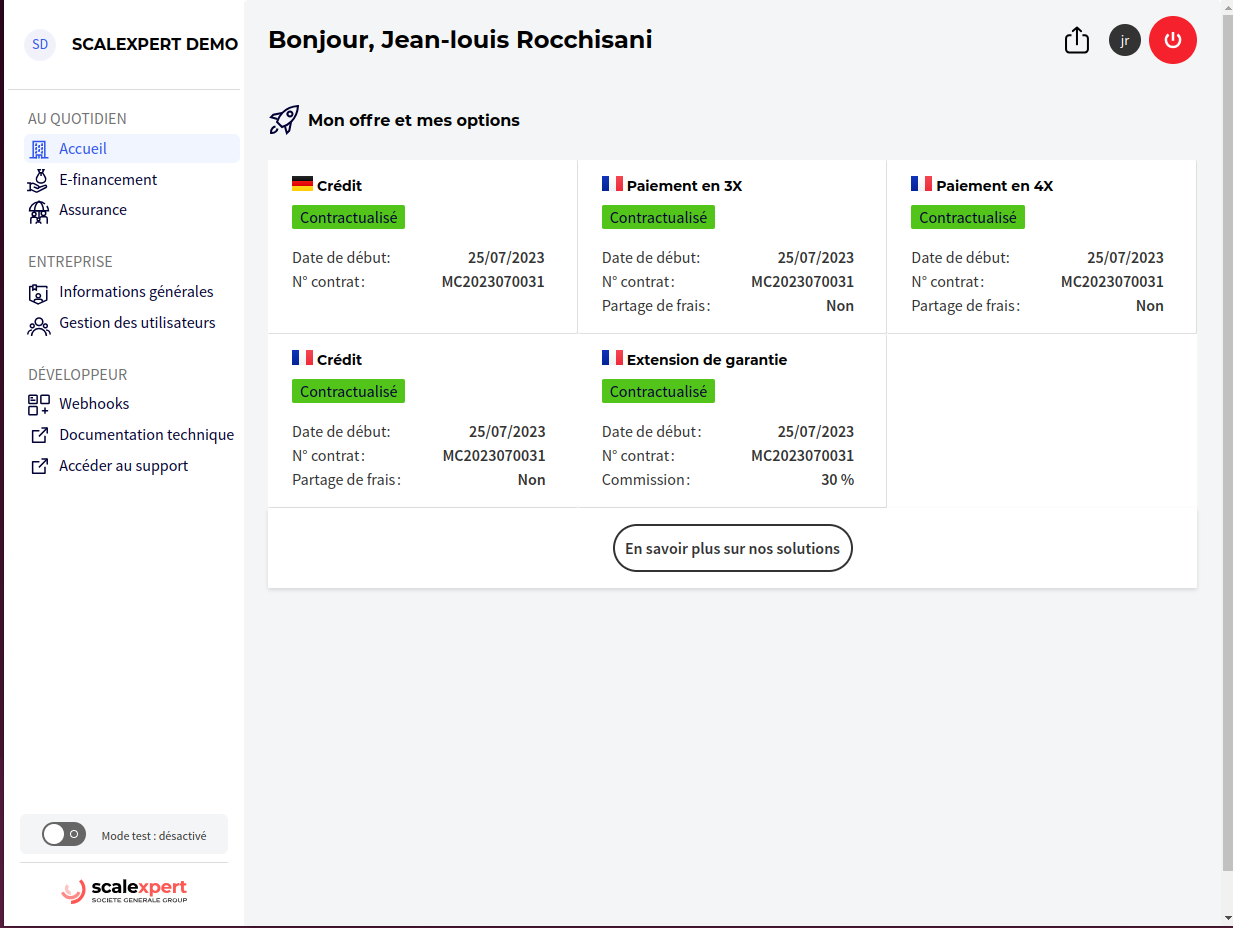 SD SCALEXPERT DEMO
Bonjour, Jean-louis Rocchisani
jr
AU QUOTIDIEN
Accueil
E-financement
Assurance
ENTREPRISE
Informations générales
Gestion des utilisateurs
DÉVELOPPEUR
Webhooks
Documentation technique
Accéder au support
Mode test : désactivé
scalexpert
SOCIETE GENERALE GROUP
Mon offre et mes options
Crédit
Contractualisé
Date de début: 25/07/2023
N° contrat: MC2023070031
Paiement en 3X
Contractualisé
Date de début: 25/07/2023
N° contrat: MC2023070031
Partage de frais: Non
Paiement en 4X
Contractualisé
Date de début: 25/07/2023
N° contrat: MC2023070031
Partage de frais: Non
Crédit
Contractualisé
Date de début: 25/07/2023
N° contrat: MC2023070031
Partage de frais: Non
Extension de garantie
Contractualisé
Date de début: 25/07/2023
N° contrat: MC2023070031
Commission: 30 %
En savoir plus sur nos solutions